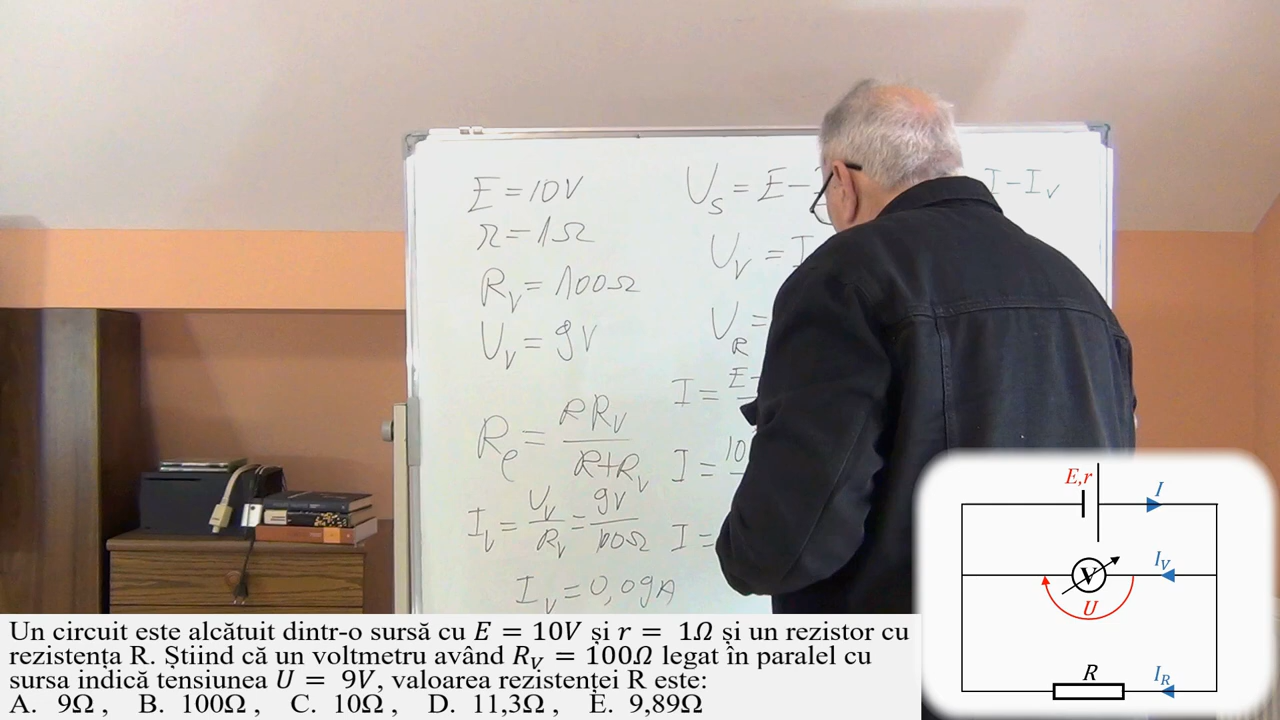 E = 10V
r = 1Ω
R_V = 100Ω
U_V = 9V
R_e = R R_V / R+R_V
I_V = U_V / R_V = 9V / 100Ω
I_V = 0,09A
U_S = E –
I – I_V
U_V = I
U_R =
I = E
I = 10
I =
E,r
I
I_V
V
U
R
I_R
Un circuit este alcătuit dintr-o sursă cu E = 10V și r = 1Ω și un rezistor cu
rezistența R. Știind că un voltmetru având R_V = 100Ω legat în paralel cu
sursa indică tensiunea U = 9V, valoarea rezistenței R este:
A. 9Ω , B. 100Ω , C. 10Ω , D. 11,3Ω , E. 9,89Ω